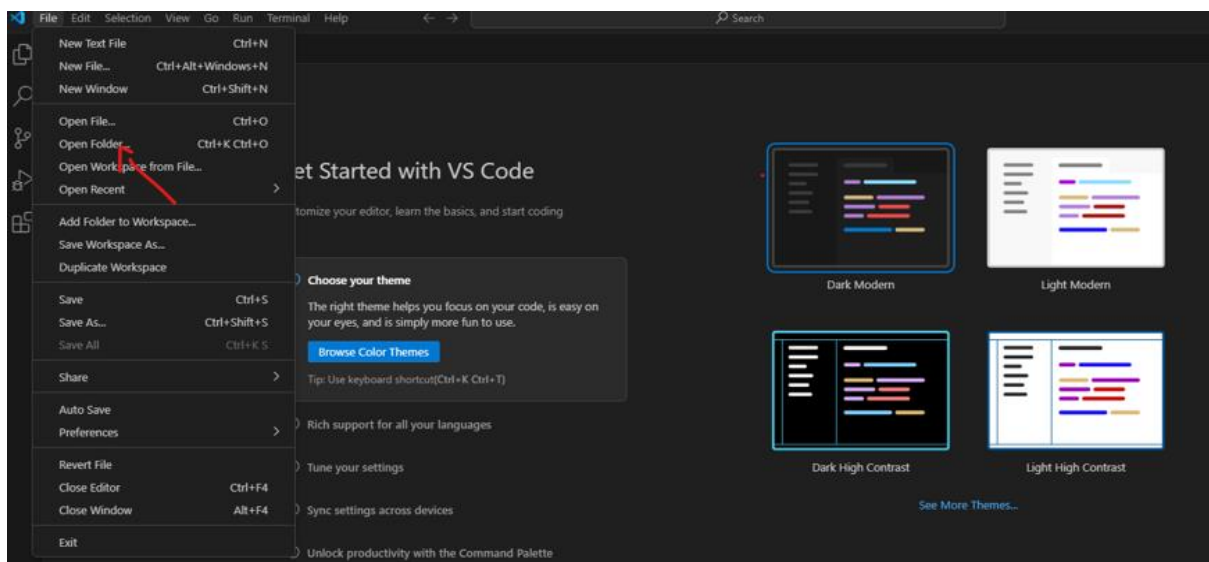 File Edit Selection View Go Run Terminal Help
Search
New Text File Ctrl+N
New File... Ctrl+Alt+Windows+N
New Window Ctrl+Shift+N
Open File... Ctrl+O
Open Folder... Ctrl+K Ctrl+O
Open Workspace from File...
Open Recent
Add Folder to Workspace...
Save Workspace As...
Duplicate Workspace
Save Ctrl+S
Save As... Ctrl+Shift+S
Save All Ctrl+K S
Share
Auto Save
Preferences
Revert File
Close Editor Ctrl+F4
Close Window Alt+F4
Exit
et Started with VS Code
tomize your editor, learn the basics, and start coding
Choose your theme
The right theme helps you focus on your code, is easy on
your eyes, and is simply more fun to use.
Browse Color Themes
Tip: Use keyboard shortcut(Ctrl+K Ctrl+T)
Rich support for all your languages
Tune your settings
Sync settings across devices
Unlock productivity with the Command Palette
Dark Modern
Light Modern
Dark High Contrast
Light High Contrast
See More Themes...